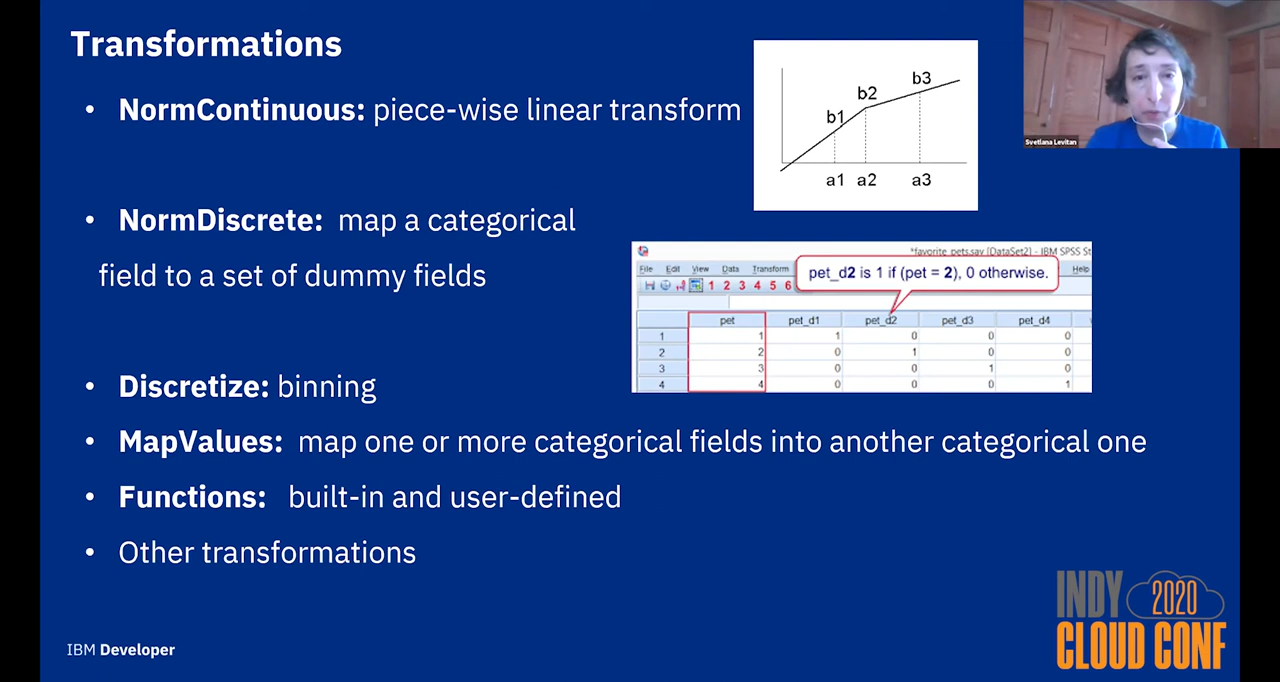 Transformations
• NormContinuous: piece-wise linear transform
b1
b2
b3
a1 a2 a3
Svetlana Levitan
• NormDiscrete: map a categorical
field to a set of dummy fields
*favorite_pets.sav [DataSet2] - IBM SPSS St
File Edit View Data Transform Help
pet_d2 is 1 if (pet = 2), 0 otherwise.
1 2 3 4 5 6
pet pet_d1 pet_d2 pet_d3 pet_d4
1 1 1 0 0 0
2 2 0 1 0 0
3 3 0 0 1 0
4 4 0 0 0 1
• Discretize: binning
• MapValues: map one or more categorical fields into another categorical one
• Functions: built-in and user-defined
• Other transformations
IBM Developer
INDY 2020
CLOUD CONF